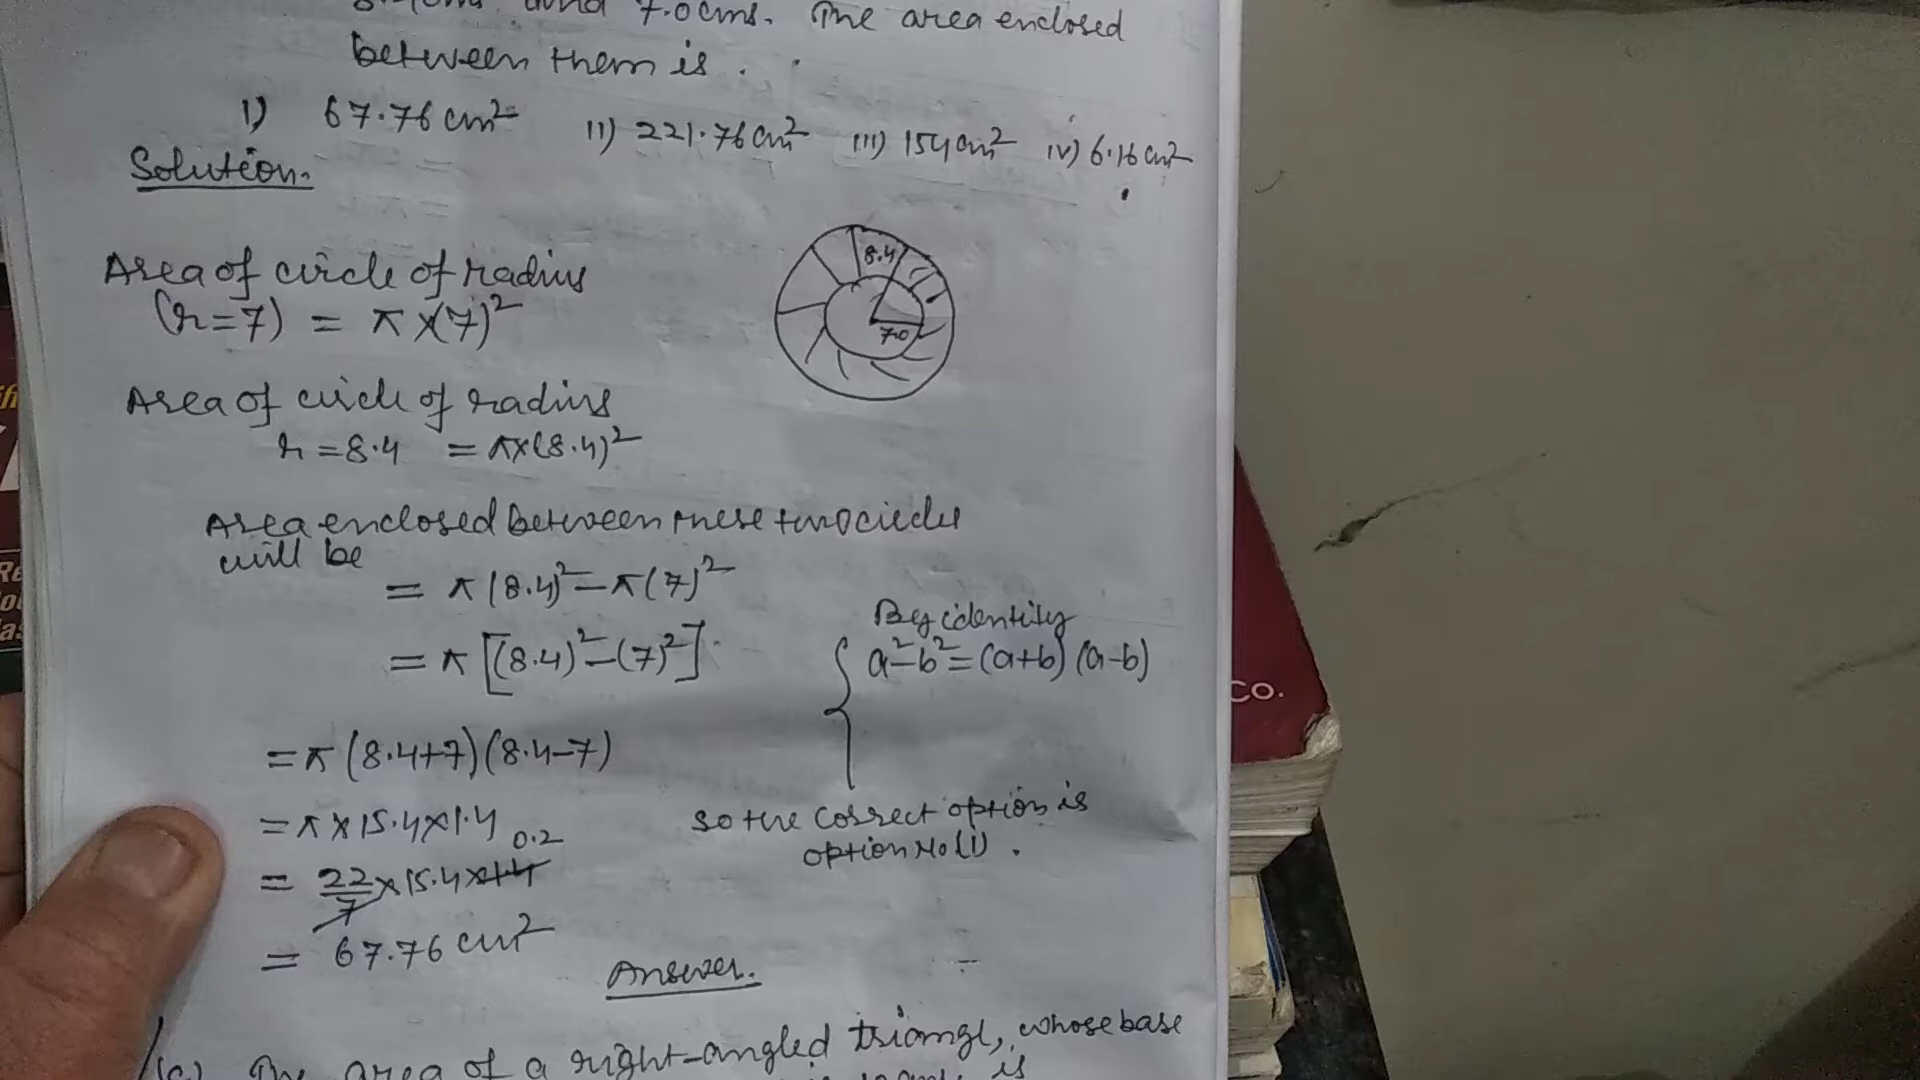 and 7.0cms. The area enclosed
between them is.
i) 67.76 cm² ii) 221.76 cm² iii) 154 cm² iv) 6.16 cm²
Solution.
Area of circle of radius
(r=7) = π×(7)²
8.4
7.0
Area of circle of radius
r = 8.4 = π×(8.4)²
Area enclosed between these two circles
will be
= π(8.4)² – π(7)²
= π[(8.4)² – (7)²]
By identity
a²–b² = (a+b)(a–b)
= π(8.4+7)(8.4–7)
= π×15.4×1.4
so the correct option is
option No (i).
0.2
= 22/7 × 15.4 × 1.4
= 67.76 cm²
Answer.
(c) The area of a right-angled triangl, whose base
is
CO.